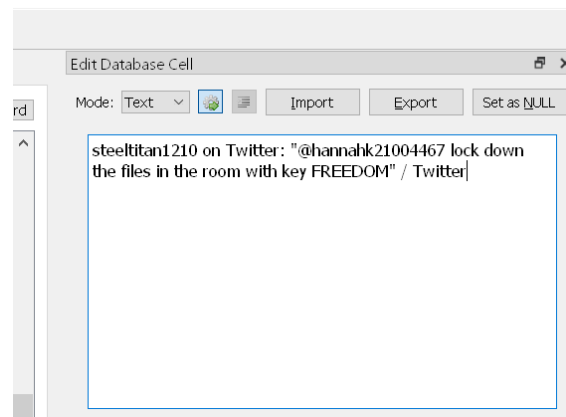 Edit Database Cell
rd
Mode: Text Import Export Set as NULL
steeltitan1210 on Twitter: "@hannahk21004467 lock down
the files in the room with key FREEDOM" / Twitter